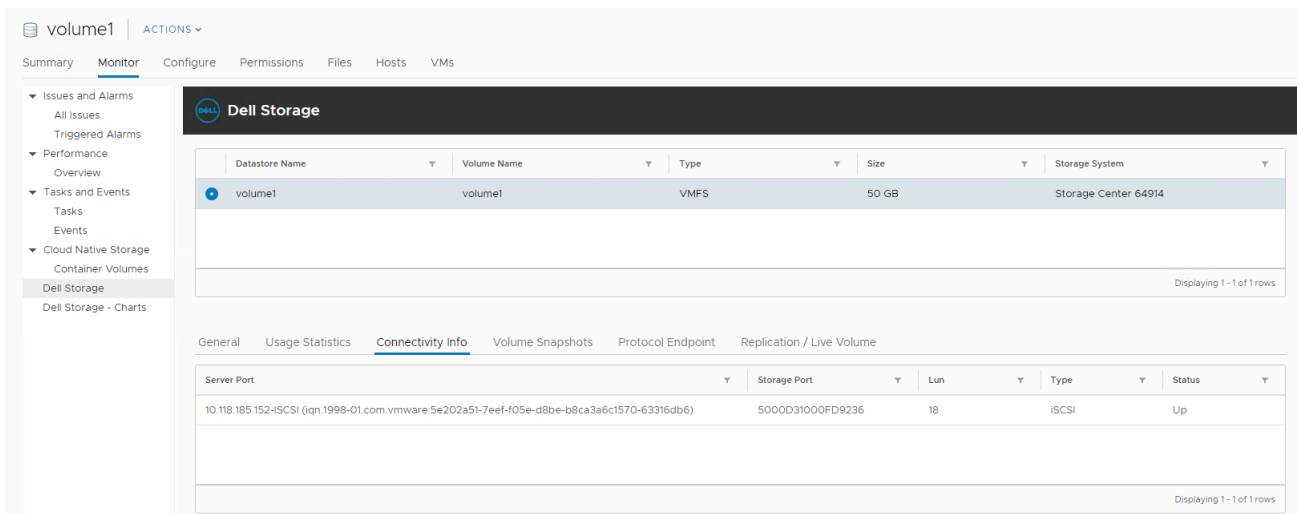 volume1 ACTIONS
Summary Monitor Configure Permissions Files Hosts VMs
Issues and Alarms
All Issues
Triggered Alarms
Performance
Overview
Tasks and Events
Tasks
Events
Cloud Native Storage
Container Volumes
Dell Storage
Dell Storage - Charts
DELL Dell Storage
Datastore Name Volume Name Type Size Storage System
volume1 volume1 VMFS 50 GB Storage Center 64914
Displaying 1 - 1 of 1 rows
General Usage Statistics Connectivity Info Volume Snapshots Protocol Endpoint Replication / Live Volume
Server Port Storage Port Lun Type Status
10.118.185.152-ISCSI (iqn.1998-01.com.vmware:5e202a51-7eef-f05e-d8be-b8ca3a6c1570-63316db6) 5000D31000FD9236 18 iSCSI Up
Displaying 1 - 1 of 1 rows